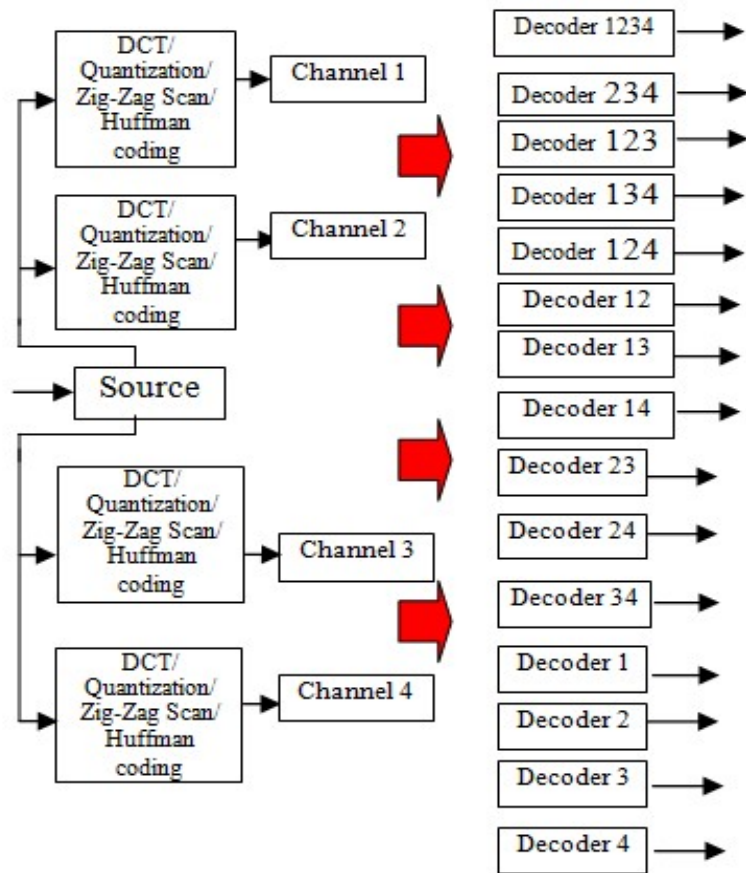 DCT/
Quantization/
Zig-Zag Scan/
Huffman
coding
Channel 1
DCT/
Quantization/
Zig-Zag Scan/
Huffman
coding
Channel 2
Source
DCT/
Quantization/
Zig-Zag Scan/
Huffman
coding
Channel 3
DCT/
Quantization/
Zig-Zag Scan/
Huffman
coding
Channel 4
Decoder 1234
Decoder 234
Decoder 123
Decoder 134
Decoder 124
Decoder 12
Decoder 13
Decoder 14
Decoder 23
Decoder 24
Decoder 34
Decoder 1
Decoder 2
Decoder 3
Decoder 4